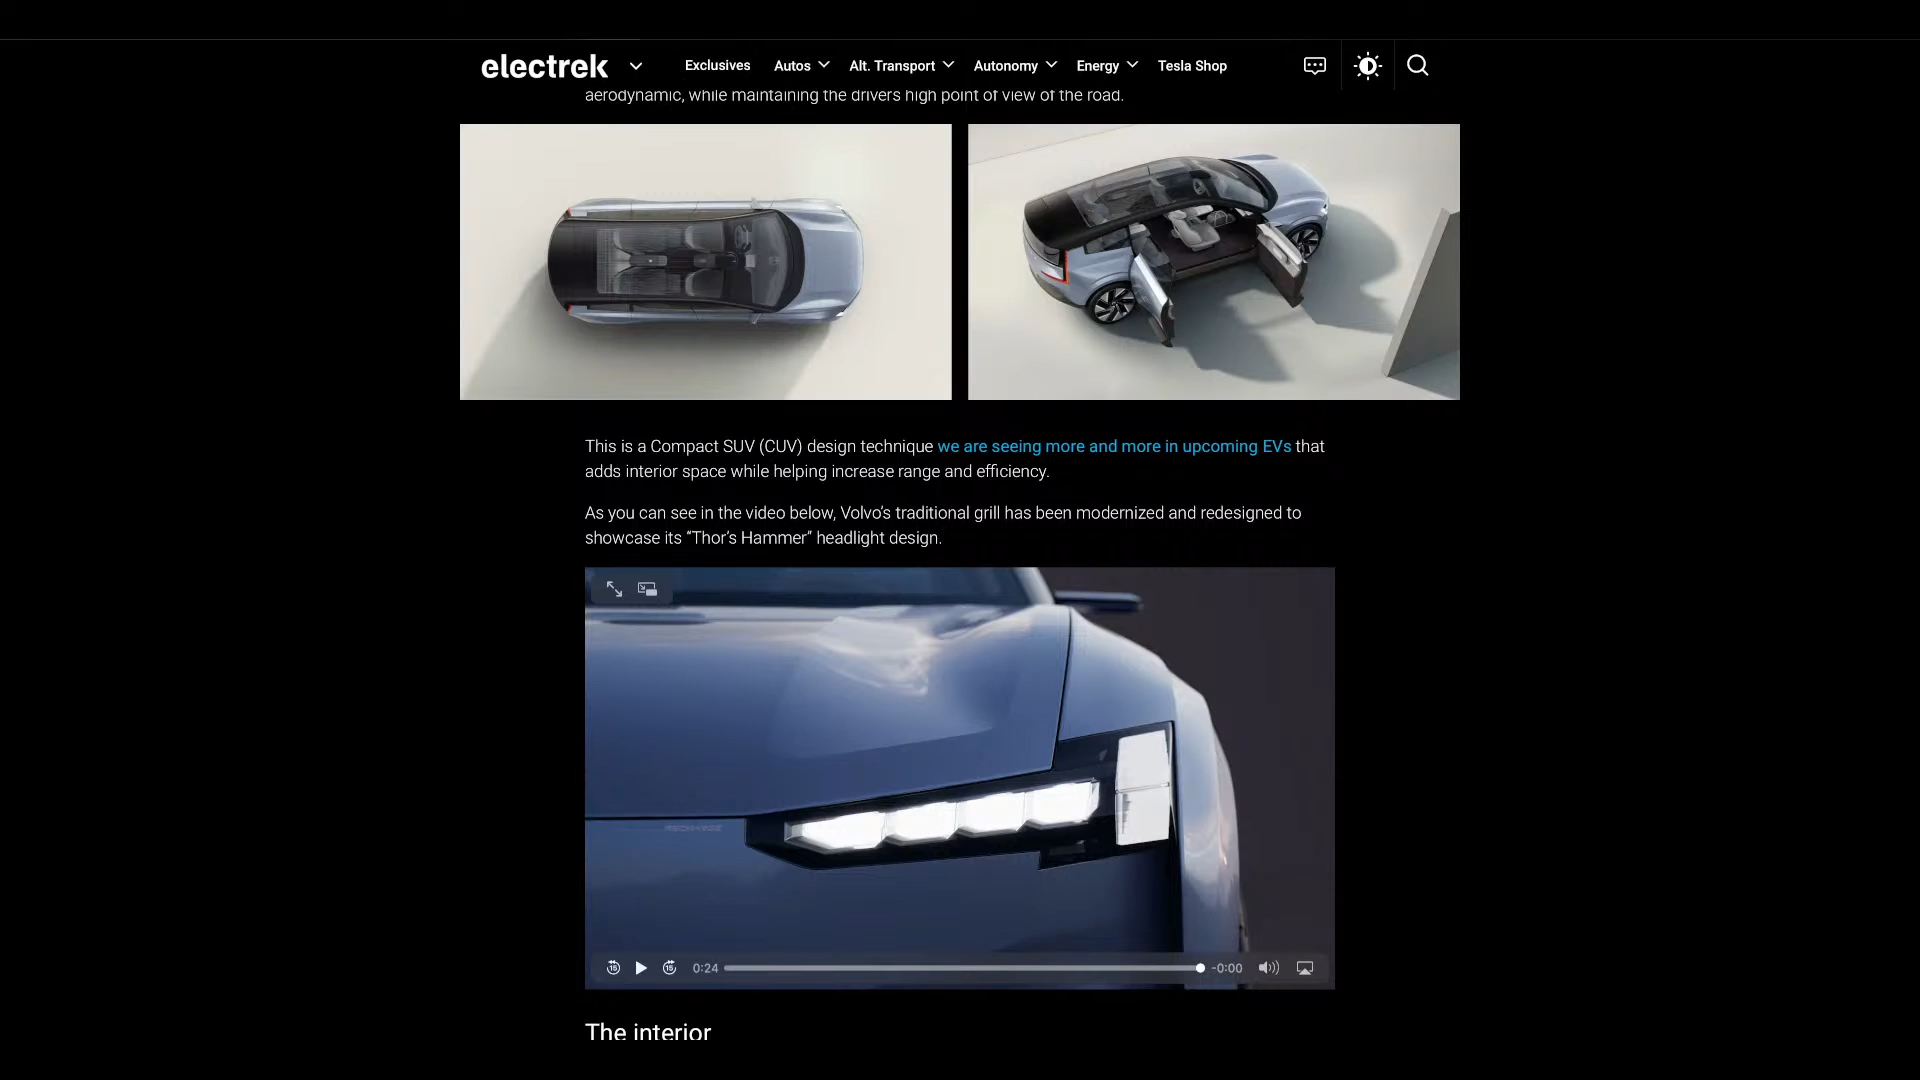 electrek Exclusives Autos Alt. Transport Autonomy Energy Tesla Shop
aerodynamic, while maintaining the drivers high point of view of the road.
This is a Compact SUV (CUV) design technique we are seeing more and more in upcoming EVs that
adds interior space while helping increase range and efficiency.
As you can see in the video below, Volvo’s traditional grill has been modernized and redesigned to
showcase its “Thor’s Hammer” headlight design.
RECHARGE
15 15 0:24 -0:00
The interior